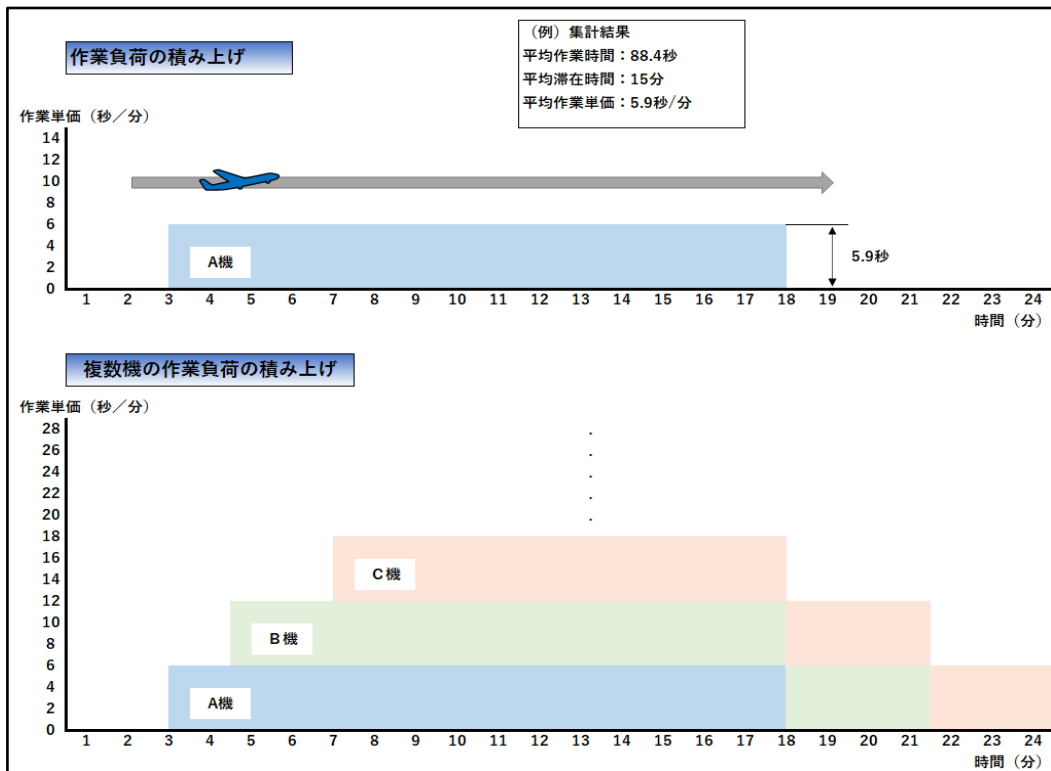 作業負荷の積み上げ
（例）集計結果
平均作業時間：88.4秒
平均滞在時間：15分
平均作業単価：5.9秒/分
作業単価（秒／分）
14
12
10
8
6
4
2
0
A機
5.9秒
1 2 3 4 5 6 7 8 9 10 11 12 13 14 15 16 17 18 19 20 21 22 23 24
時間（分）
複数機の作業負荷の積み上げ
作業単価（秒／分）
28
26
24
22
20
18
16
14
12
10
8
6
4
2
0
C機
B機
A機
1 2 3 4 5 6 7 8 9 10 11 12 13 14 15 16 17 18 19 20 21 22 23 24
時間（分）